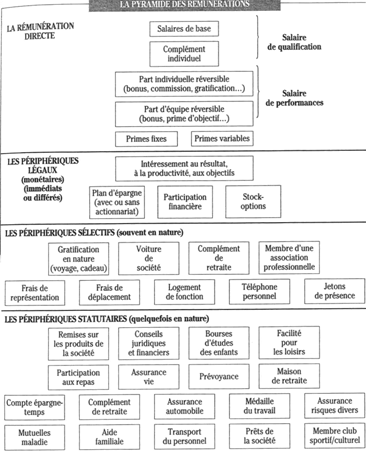 LA PYRAMIDE DES RÉMUNÉRATIONS
LA RÉMUNÉRATION
DIRECTE
Salaires de base
Complément
individuel
Salaire
de qualification
Part individuelle réversible
(bonus, commission, gratification...)
Part d'équipe réversible
(bonus, prime d'objectif...)
Salaire
de performances
Primes fixes
Primes variables
LES PÉRIPHÉRIQUES
LÉGAUX
(monétaires)
(immédiats
ou différés)
Intéressement au résultat,
à la productivité, aux objectifs
Plan d'épargne
(avec ou sans
actionnariat)
Participation
financière
Stock-
options
LES PÉRIPHÉRIQUES SÉLECTIFS (souvent en nature)
Gratification
en nature
(voyage, cadeau)
Voiture
de
société
Complément
de
retraite
Membre d'une
association
professionnelle
Frais de
représentation
Frais de
déplacement
Logement
de fonction
Téléphone
personnel
Jetons
de présence
LES PÉRIPHÉRIQUES STATUTAIRES (quelquefois en nature)
Remises sur
les produits de
la société
Conseils
juridiques
et financiers
Bourses
d'études
des enfants
Facilité
pour
les loisirs
Participation
aux repas
Assurance
vie
Prévoyance
Maison
de retraite
Compte épargne-
temps
Complément
de retraite
Assurance
automobile
Médaille
du travail
Assurance
risques divers
Mutuelles
maladie
Aide
familiale
Transport
du personnel
Prêts de
la société
Membre club
sportif/culturel